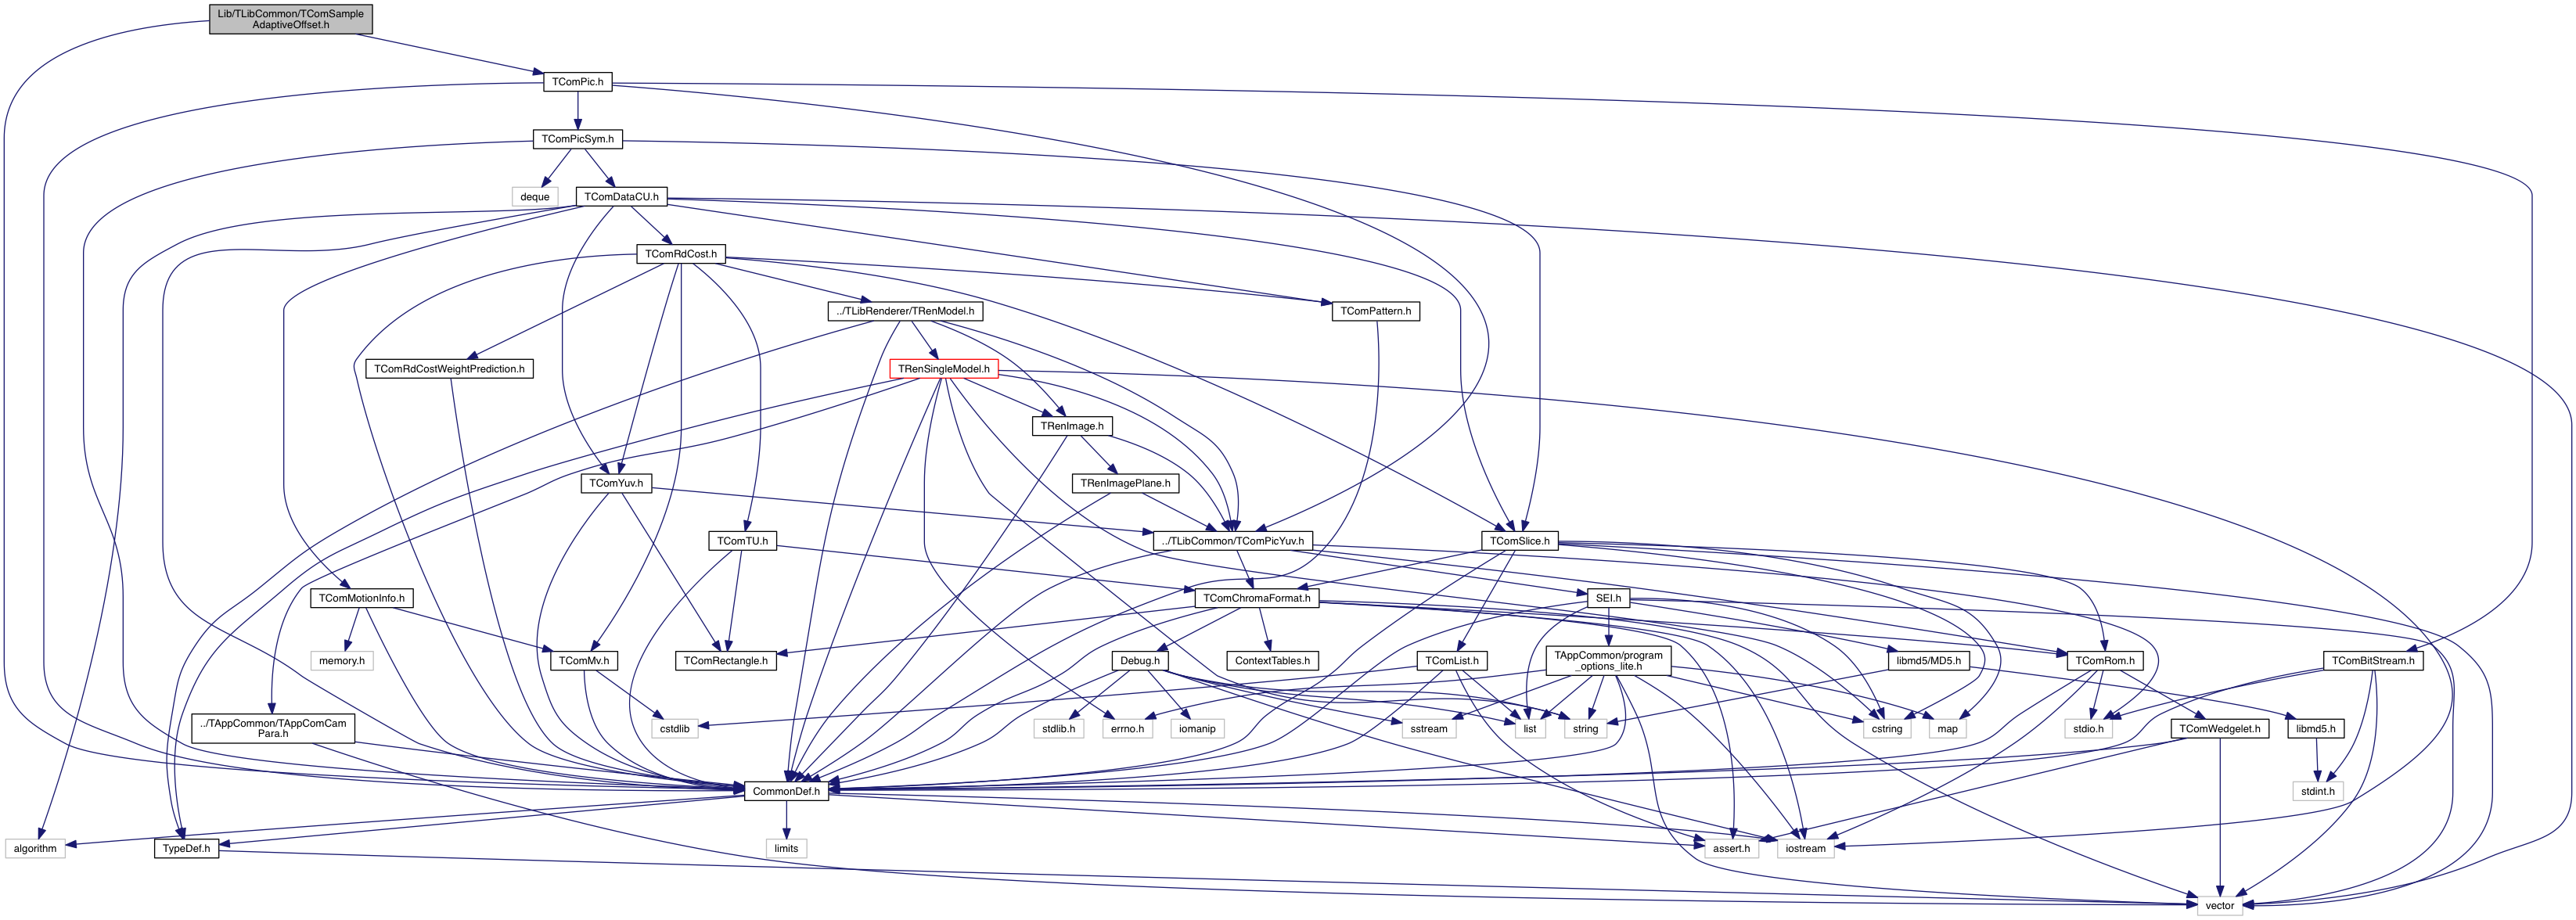 Lib/TLibCommon/TComSample
AdaptiveOffset.h
TComPic.h
TComPicSym.h
deque
TComDataCU.h
TComRdCost.h
../TLibRenderer/TRenModel.h
TComPattern.h
TComRdCostWeightPrediction.h
TRenSingleModel.h
TRenImage.h
TComYuv.h
TRenImagePlane.h
TComTU.h
../TLibCommon/TComPicYuv.h
TComSlice.h
TComMotionInfo.h
TComChromaFormat.h
SEI.h
memory.h
TComMv.h
TComRectangle.h
Debug.h
ContextTables.h
TComList.h
TAppCommon/program
_options_lite.h
libmd5/MD5.h
TComRom.h
TComBitStream.h
../TAppCommon/TAppComCam
Para.h
cstdlib
stdlib.h
errno.h
iomanip
sstream
list
string
cstring
map
stdio.h
TComWedgelet.h
libmd5.h
CommonDef.h
stdint.h
algorithm
TypeDef.h
limits
assert.h
iostream
vector